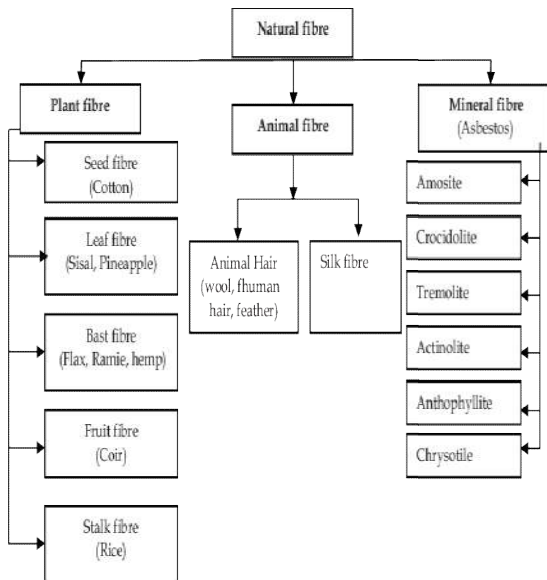 Natural fibre
Plant fibre
Animal fibre
Mineral fibre
(Asbestos)
Seed fibre
(Cotton)
Leaf fibre
(Sisal, Pineapple)
Bast fibre
(Flax, Ramie, hemp)
Fruit fibre
(Coir)
Stalk fibre
(Rice)
Animal Hair
(wool, fhuman
hair, feather)
Silk fibre
Amosite
Crocidolite
Tremolite
Actinolite
Anthophyllite
Chrysotile